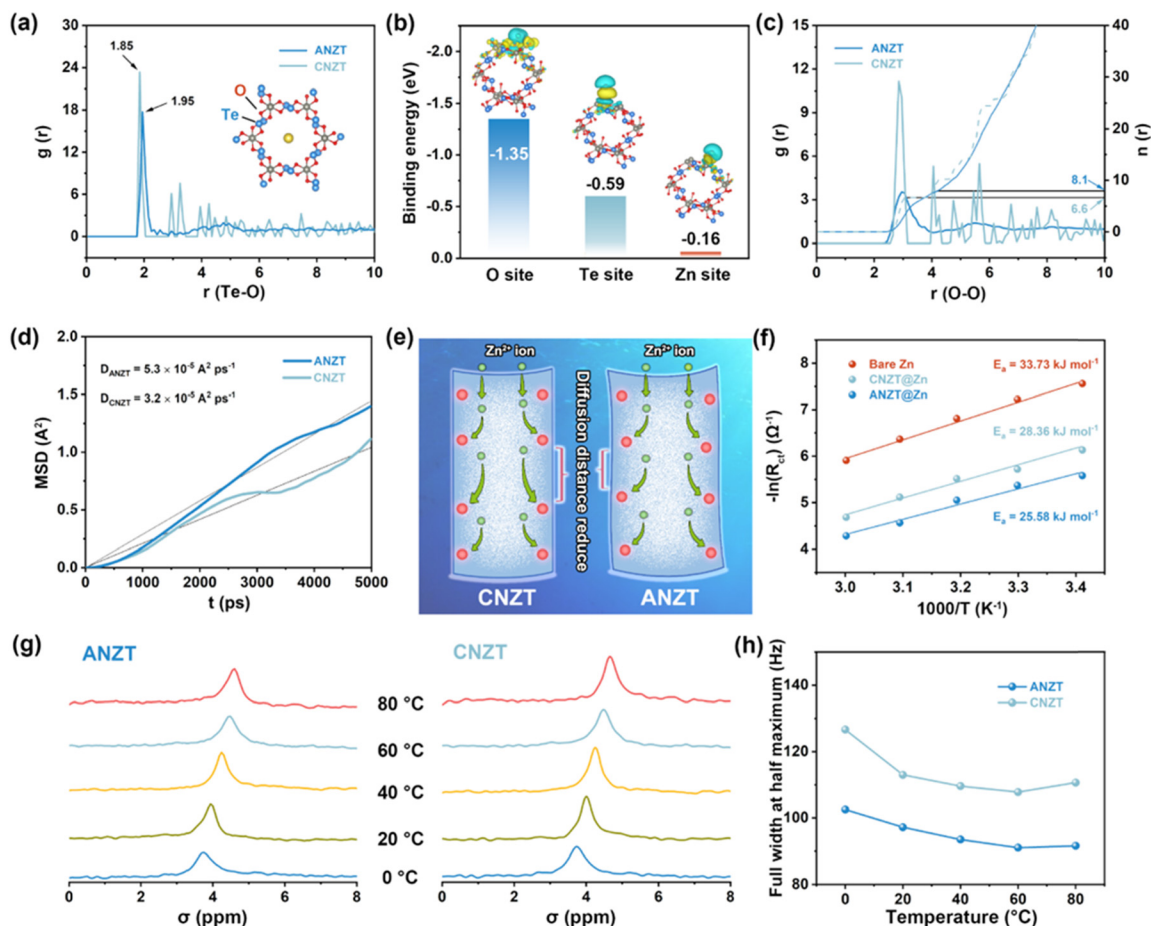 (a)
1.85
1.95
ANZT
CNZT
O
Te
g (r)
30
24
18
12
6
0
0 2 4 6 8 10
r (Te-O)
(b)
Binding energy (eV)
-2.0
-1.5
-1.0
-0.5
0.0
-1.35
-0.59
-0.16
O site Te site Zn site
(c)
ANZT
CNZT
g (r)
15
12
9
6
3
0
n (r)
40
30
20
10
0
8.1
6.6
0 2 4 6 8 10
r (O-O)
(d)
ANZT
CNZT
D_ANZT = 5.3 × 10⁻⁵ A² ps⁻¹
D_CNZT = 3.2 × 10⁻⁵ A² ps⁻¹
MSD (A²)
2.0
1.5
1.0
0.5
0.0
0 1000 2000 3000 4000 5000
t (ps)
(e)
Zn²⁺ ion
Zn²⁺ ion
Diffusion distance reduce
CNZT
ANZT
(f)
Bare Zn
CNZT@Zn
ANZT@Zn
Eₐ = 33.73 kJ mol⁻¹
Eₐ = 28.36 kJ mol⁻¹
Eₐ = 25.58 kJ mol⁻¹
-ln(R_ct) (Ω⁻¹)
8
7
6
5
4
3.0 3.1 3.2 3.3 3.4
1000/T (K⁻¹)
(g)
ANZT
CNZT
80 °C
60 °C
40 °C
20 °C
0 °C
0 2 4 6 8
σ (ppm)
0 2 4 6 8
σ (ppm)
(h)
ANZT
CNZT
Full width at half maximum (Hz)
140
120
100
80
0 20 40 60 80
Temperature (°C)